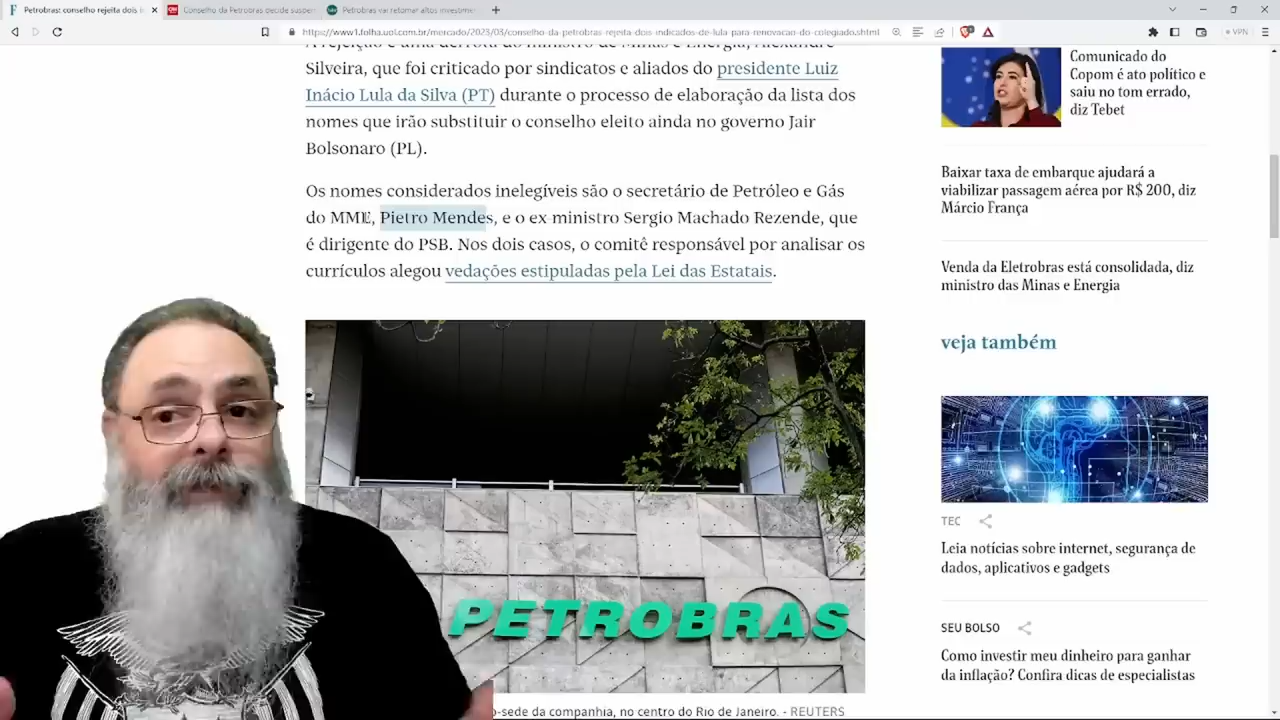 Petrobras: conselho rejeita dois i
Conselho da Petrobras decide suspen
Petrobras vai retomar altos investimen
https://www1.folha.uol.com.br/mercado/2023/03/conselho-da-petrobras-rejeita-dois-indicados-de-lula-para-renovacao-do-colegiado.shtml
VPN
A rejeição é uma derrota do ministro de Minas e Energia, Alexandre
Silveira, que foi criticado por sindicatos e aliados do presidente Luiz
Inácio Lula da Silva (PT) durante o processo de elaboração da lista dos
nomes que irão substituir o conselho eleito ainda no governo Jair
Bolsonaro (PL).
Os nomes considerados inelegíveis são o secretário de Petróleo e Gás
do MME, Pietro Mendes, e o ex-ministro Sergio Machado Rezende, que
é dirigente do PSB. Nos dois casos, o comitê responsável por analisar os
currículos alegou vedações estipuladas pela Lei das Estatais.
PETROBRAS
o-sede da companhia, no centro do Rio de Janeiro. - REUTERS
Comunicado do
Copom é ato político e
saiu no tom errado,
diz Tebet
Baixar taxa de embarque ajudará a
viabilizar passagem aérea por R$ 200, diz
Márcio França
Venda da Eletrobras está consolidada, diz
ministro das Minas e Energia
veja também
TEC
Leia notícias sobre internet, segurança de
dados, aplicativos e gadgets
SEU BOLSO
Como investir meu dinheiro para ganhar
da inflação? Confira dicas de especialistas